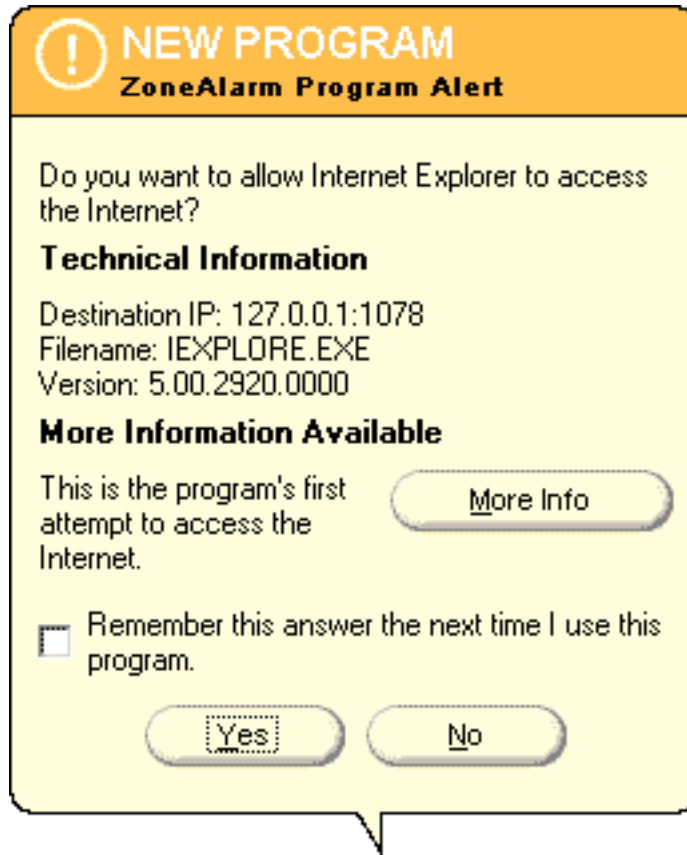 NEW PROGRAM
ZoneAlarm Program Alert
Do you want to allow Internet Explorer to access
the Internet?
Technical Information
Destination IP: 127.0.0.1:1078
Filename: IEXPLORE.EXE
Version: 5.00.2920.0000
More Information Available
This is the program's first
attempt to access the
Internet.
More Info
Remember this answer the next time I use this
program.
Yes
No